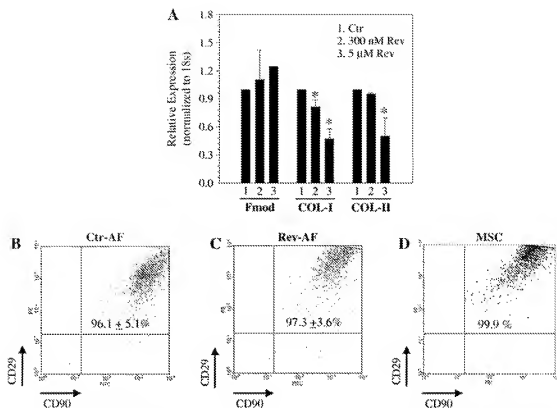 A
1. Ctr
2. 300 nM Rev
3. 5 µM Rev
Relative Expression
(normalized to 18s)
1.8
1.5
1.2
0.9
0.6
0.3
0.0
*
*
*
1 2 3 1 2 3 1 2 3
Fmod COL-I COL-II
B Ctr-AF
96.1 ± 5.1%
CD29
CD90
C Rev-AF
97.3 ±3.6%
CD29
CD90
D MSC
99.9 %
CD29
CD90